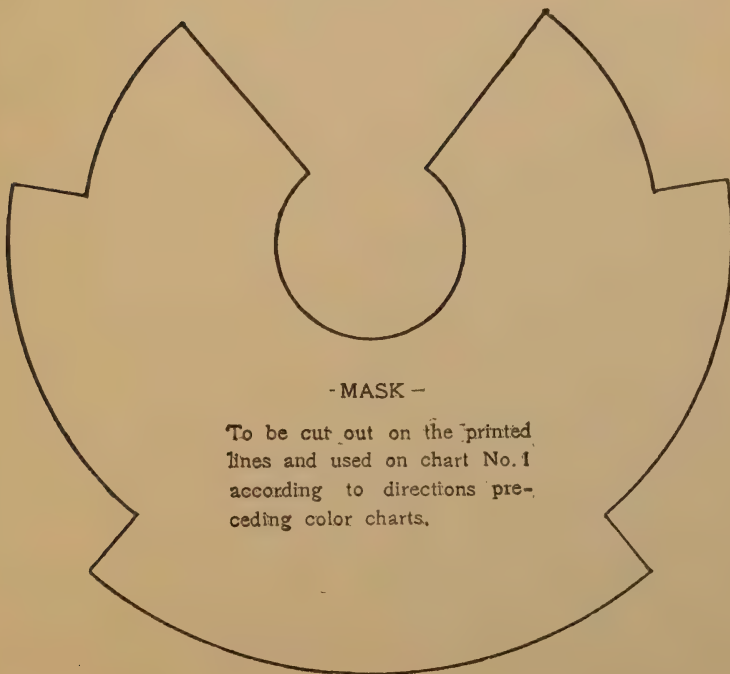 - MASK -
To be cut out on the printed
lines and used on chart No. 1
according to directions pre-
ceding color charts.